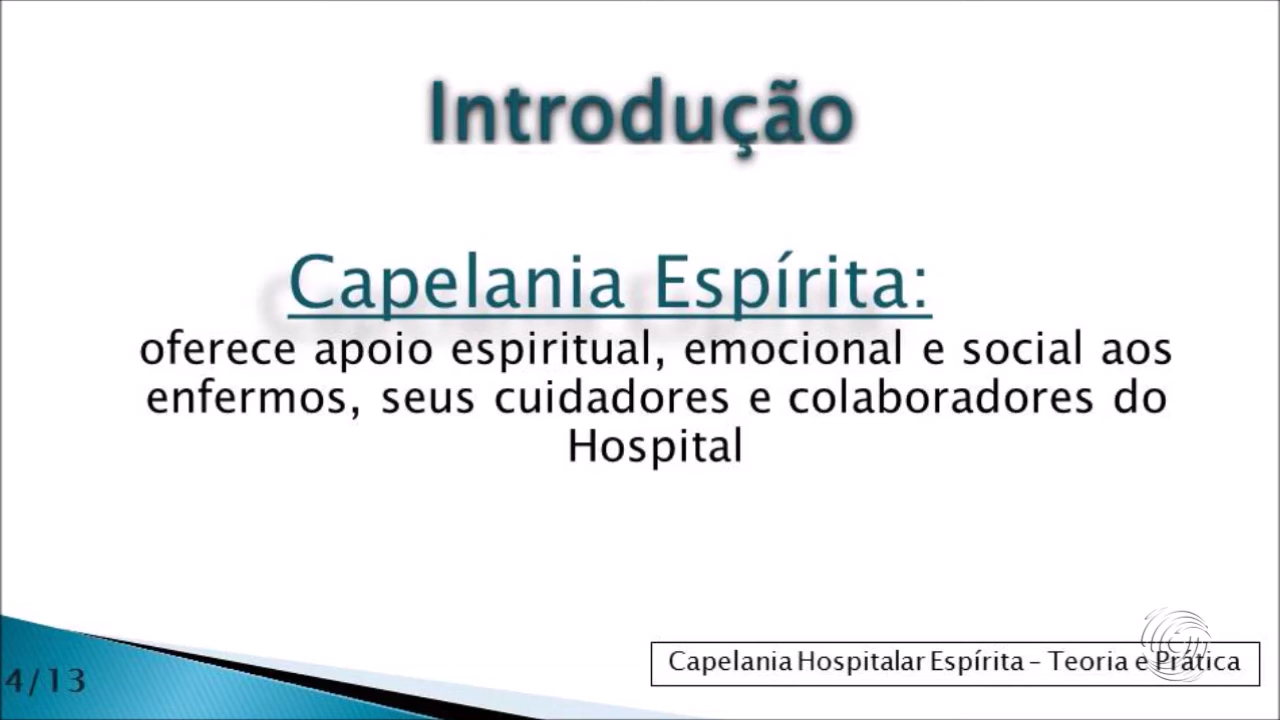 Introdução
Capelania Espírita:
oferece apoio espiritual, emocional e social aos
enfermos, seus cuidadores e colaboradores do
Hospital
Capelania Hospitalar Espírita – Teoria e Prática
4/13